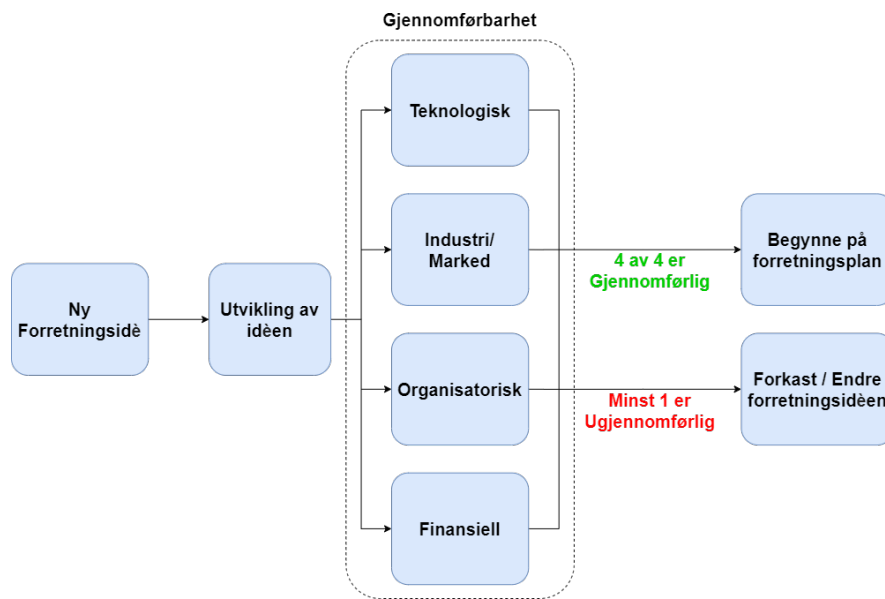 Gjennomførbarhet
Teknologisk
Industri/
Marked
4 av 4 er
Gjennomførlig
Begynne på
forretningsplan
Ny
Forretningsidè
Utvikling av
idèen
Organisatorisk
Minst 1 er
Ugjennomførlig
Forkast / Endre
forretningsidèen
Finansiell